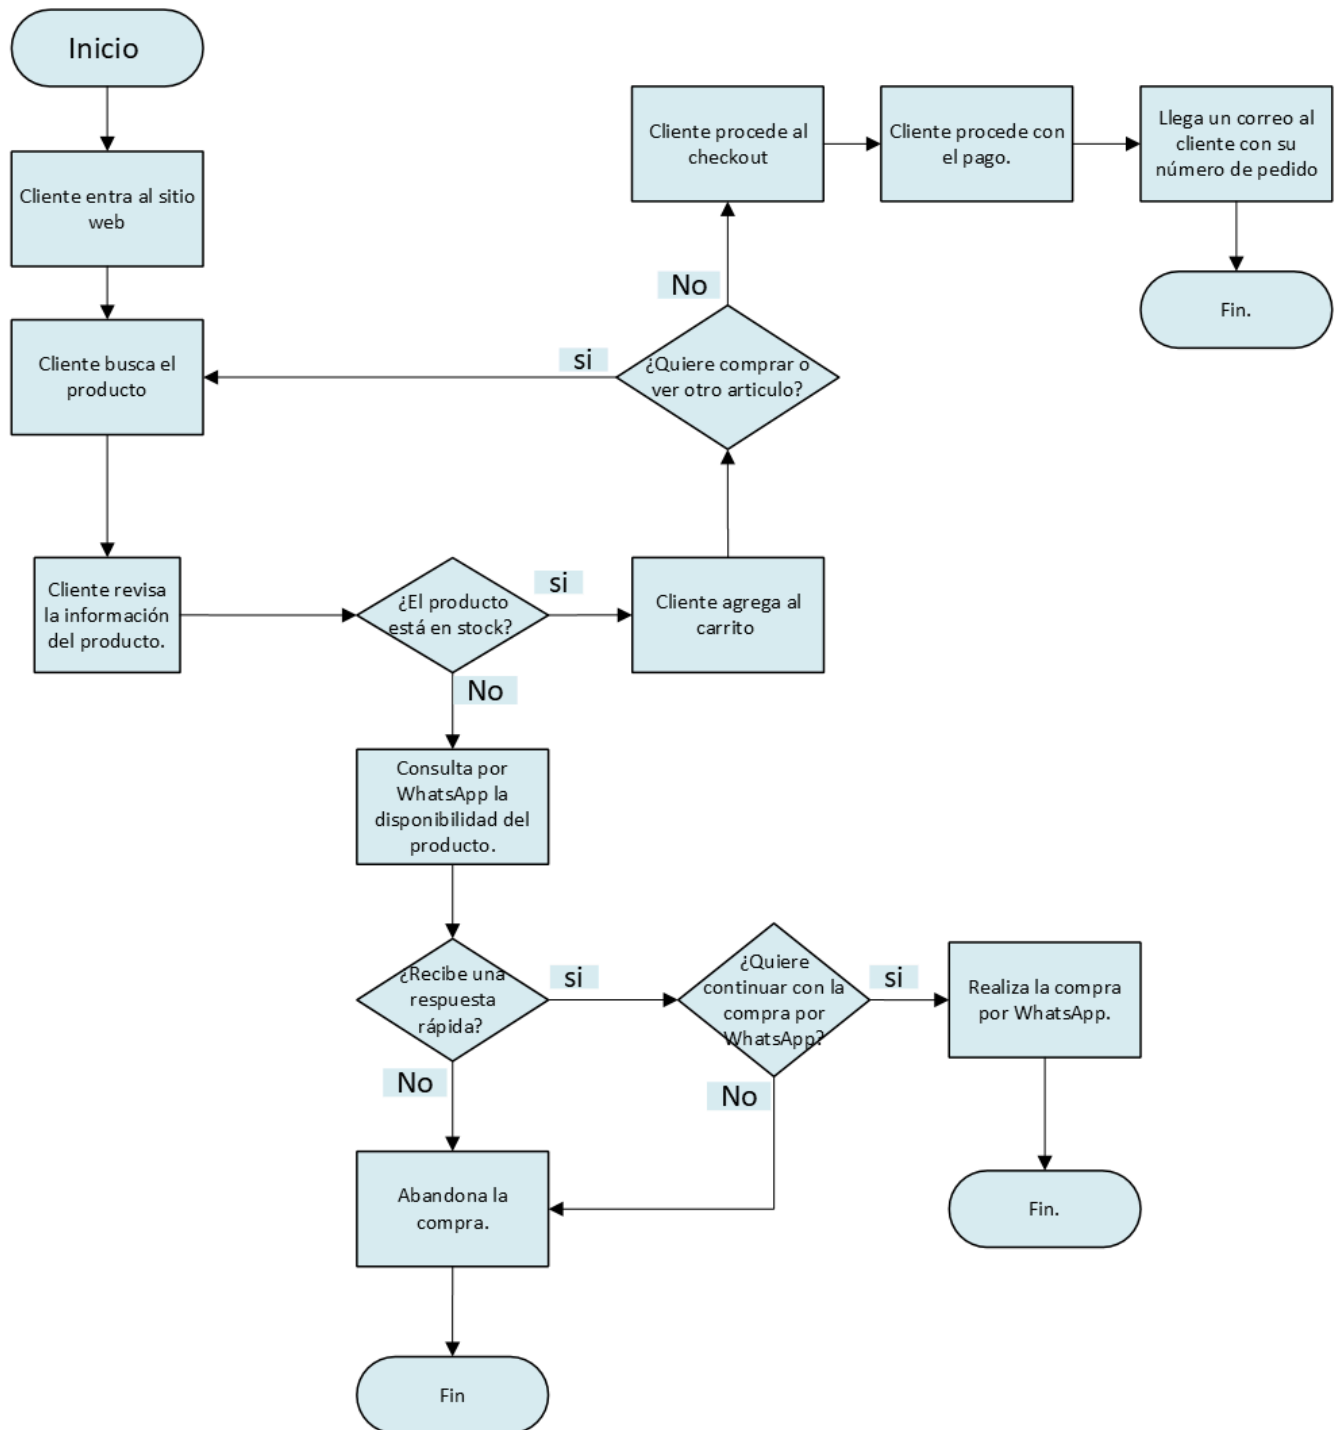 Inicio
Cliente entra al sitio
web
Cliente busca el
producto
Cliente revisa
la información
del producto.
¿El producto
está en stock?
si
Cliente agrega al
carrito
¿Quiere comprar o
ver otro articulo?
si
No
Cliente procede al
checkout
Cliente procede con
el pago.
Llega un correo al
cliente con su
número de pedido
Fin.
No
Consulta por
WhatsApp la
disponibilidad del
producto.
¿Recibe una
respuesta
rápida?
si
¿Quiere
continuar con la
compra por
WhatsApp?
si
Realiza la compra
por WhatsApp.
Fin.
No
No
Abandona la
compra.
Fin